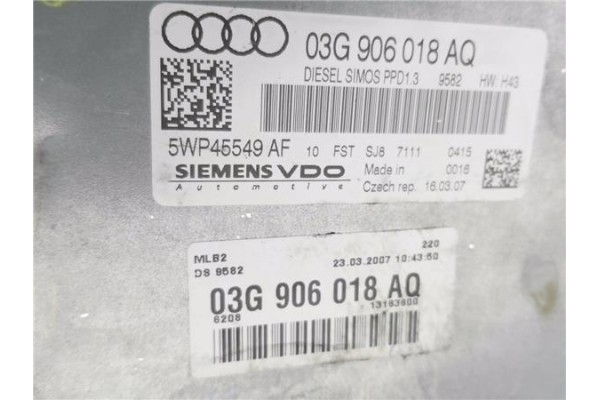 03G 906 018 AQ
DIESEL SIMOS PPD1.3 9582 HW H43
5WP45549 AF 10 FST SJ8 7111 0415
SIEMENS VDO Made in 0016
Automotive Czech rep. 16.03.07
MLB2 220
DS 9582 23.03.2007 10:43:50
03G 906 018 AQ
6208 13183800